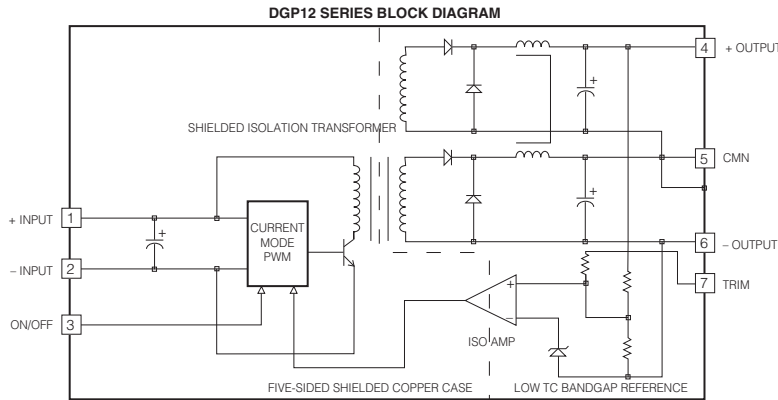 DGP12 SERIES BLOCK DIAGRAM
4
+ OUTPUT
+
SHIELDED ISOLATION TRANSFORMER
5
CMN
+ INPUT
1
CURRENT
MODE
PWM
+
+
6
– OUTPUT
– INPUT
2
7
TRIM
+
ON/OFF
3
–
ISO AMP
FIVE-SIDED SHIELDED COPPER CASE
LOW TC BANDGAP REFERENCE